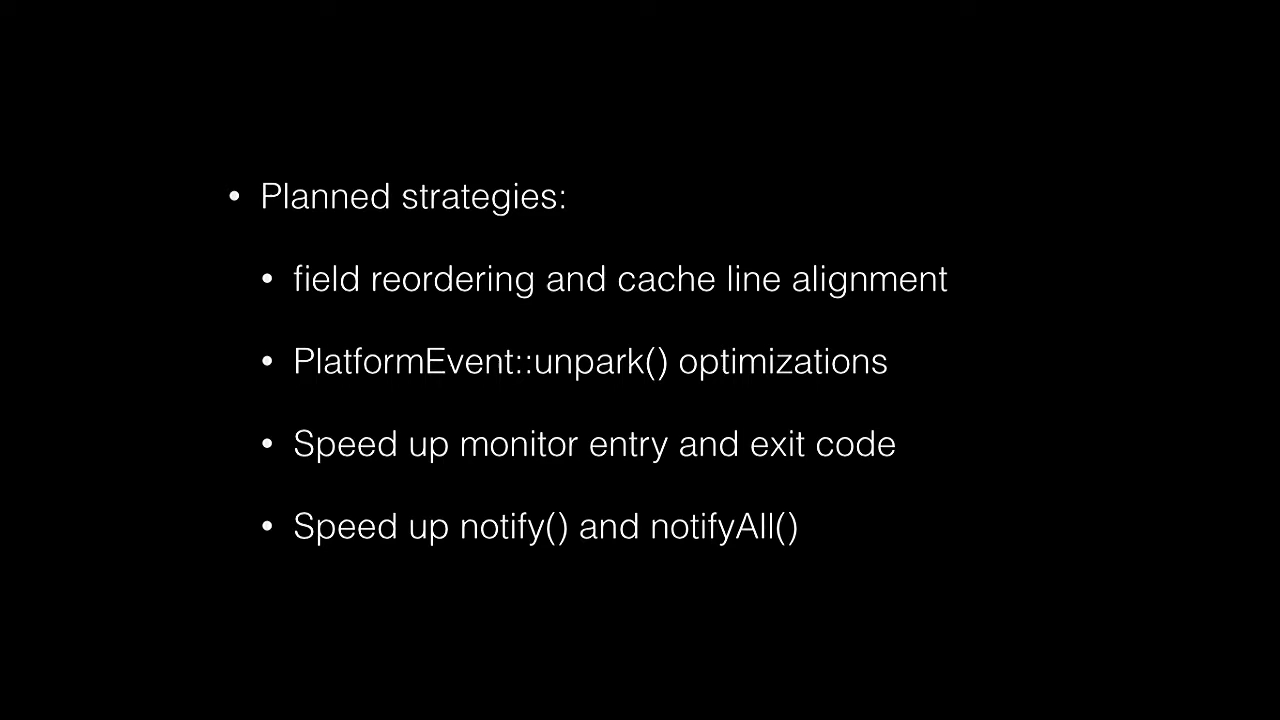 • Planned strategies:
• field reordering and cache line alignment
• PlatformEvent::unpark() optimizations
• Speed up monitor entry and exit code
• Speed up notify() and notifyAll()